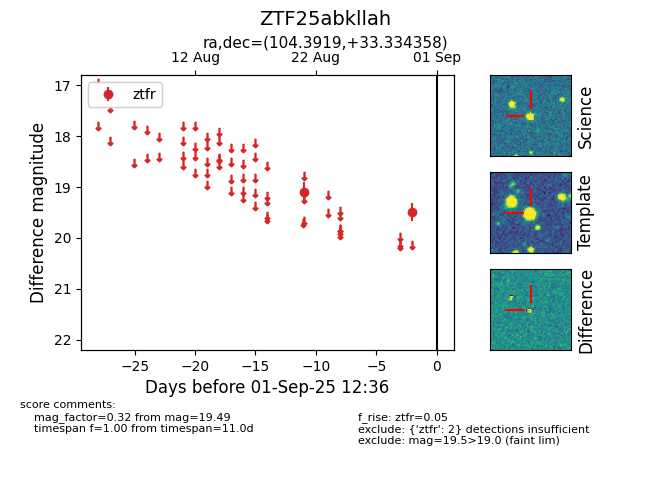 ZTF25abkllah
ra,dec=(104.3919,+33.334358)
12 Aug
22 Aug
01 Sep
ztfr
17
18
19
20
21
22
Difference magnitude
−25
−20
−15
−10
−5
0
Days before 01-Sep-25 12:36
Science
Template
Difference
score comments:
mag_factor=0.32 from mag=19.49
timespan f=1.00 from timespan=11.0d
f_rise: ztfr=0.05
exclude: {'ztfr': 2} detections insufficient
exclude: mag=19.5>19.0 (faint lim)